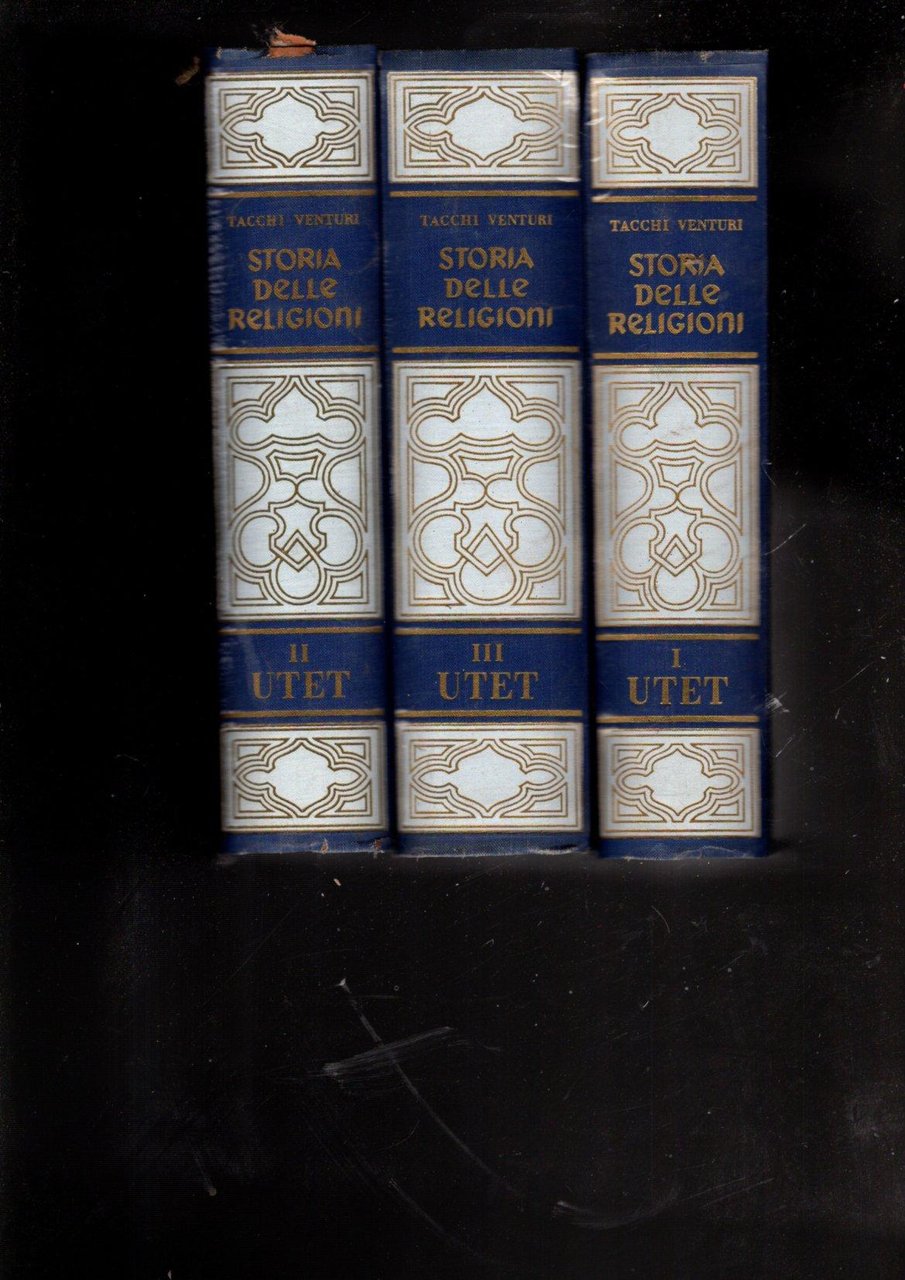 TACCHI VENTURI
STORIA
DELLE
RELIGIONI
II
UTET
TACCHI VENTURI
STORIA
DELLE
RELIGIONI
III
UTET
TACCHI VENTURI
STORIA
DELLE
RELIGIONI
I
UTET